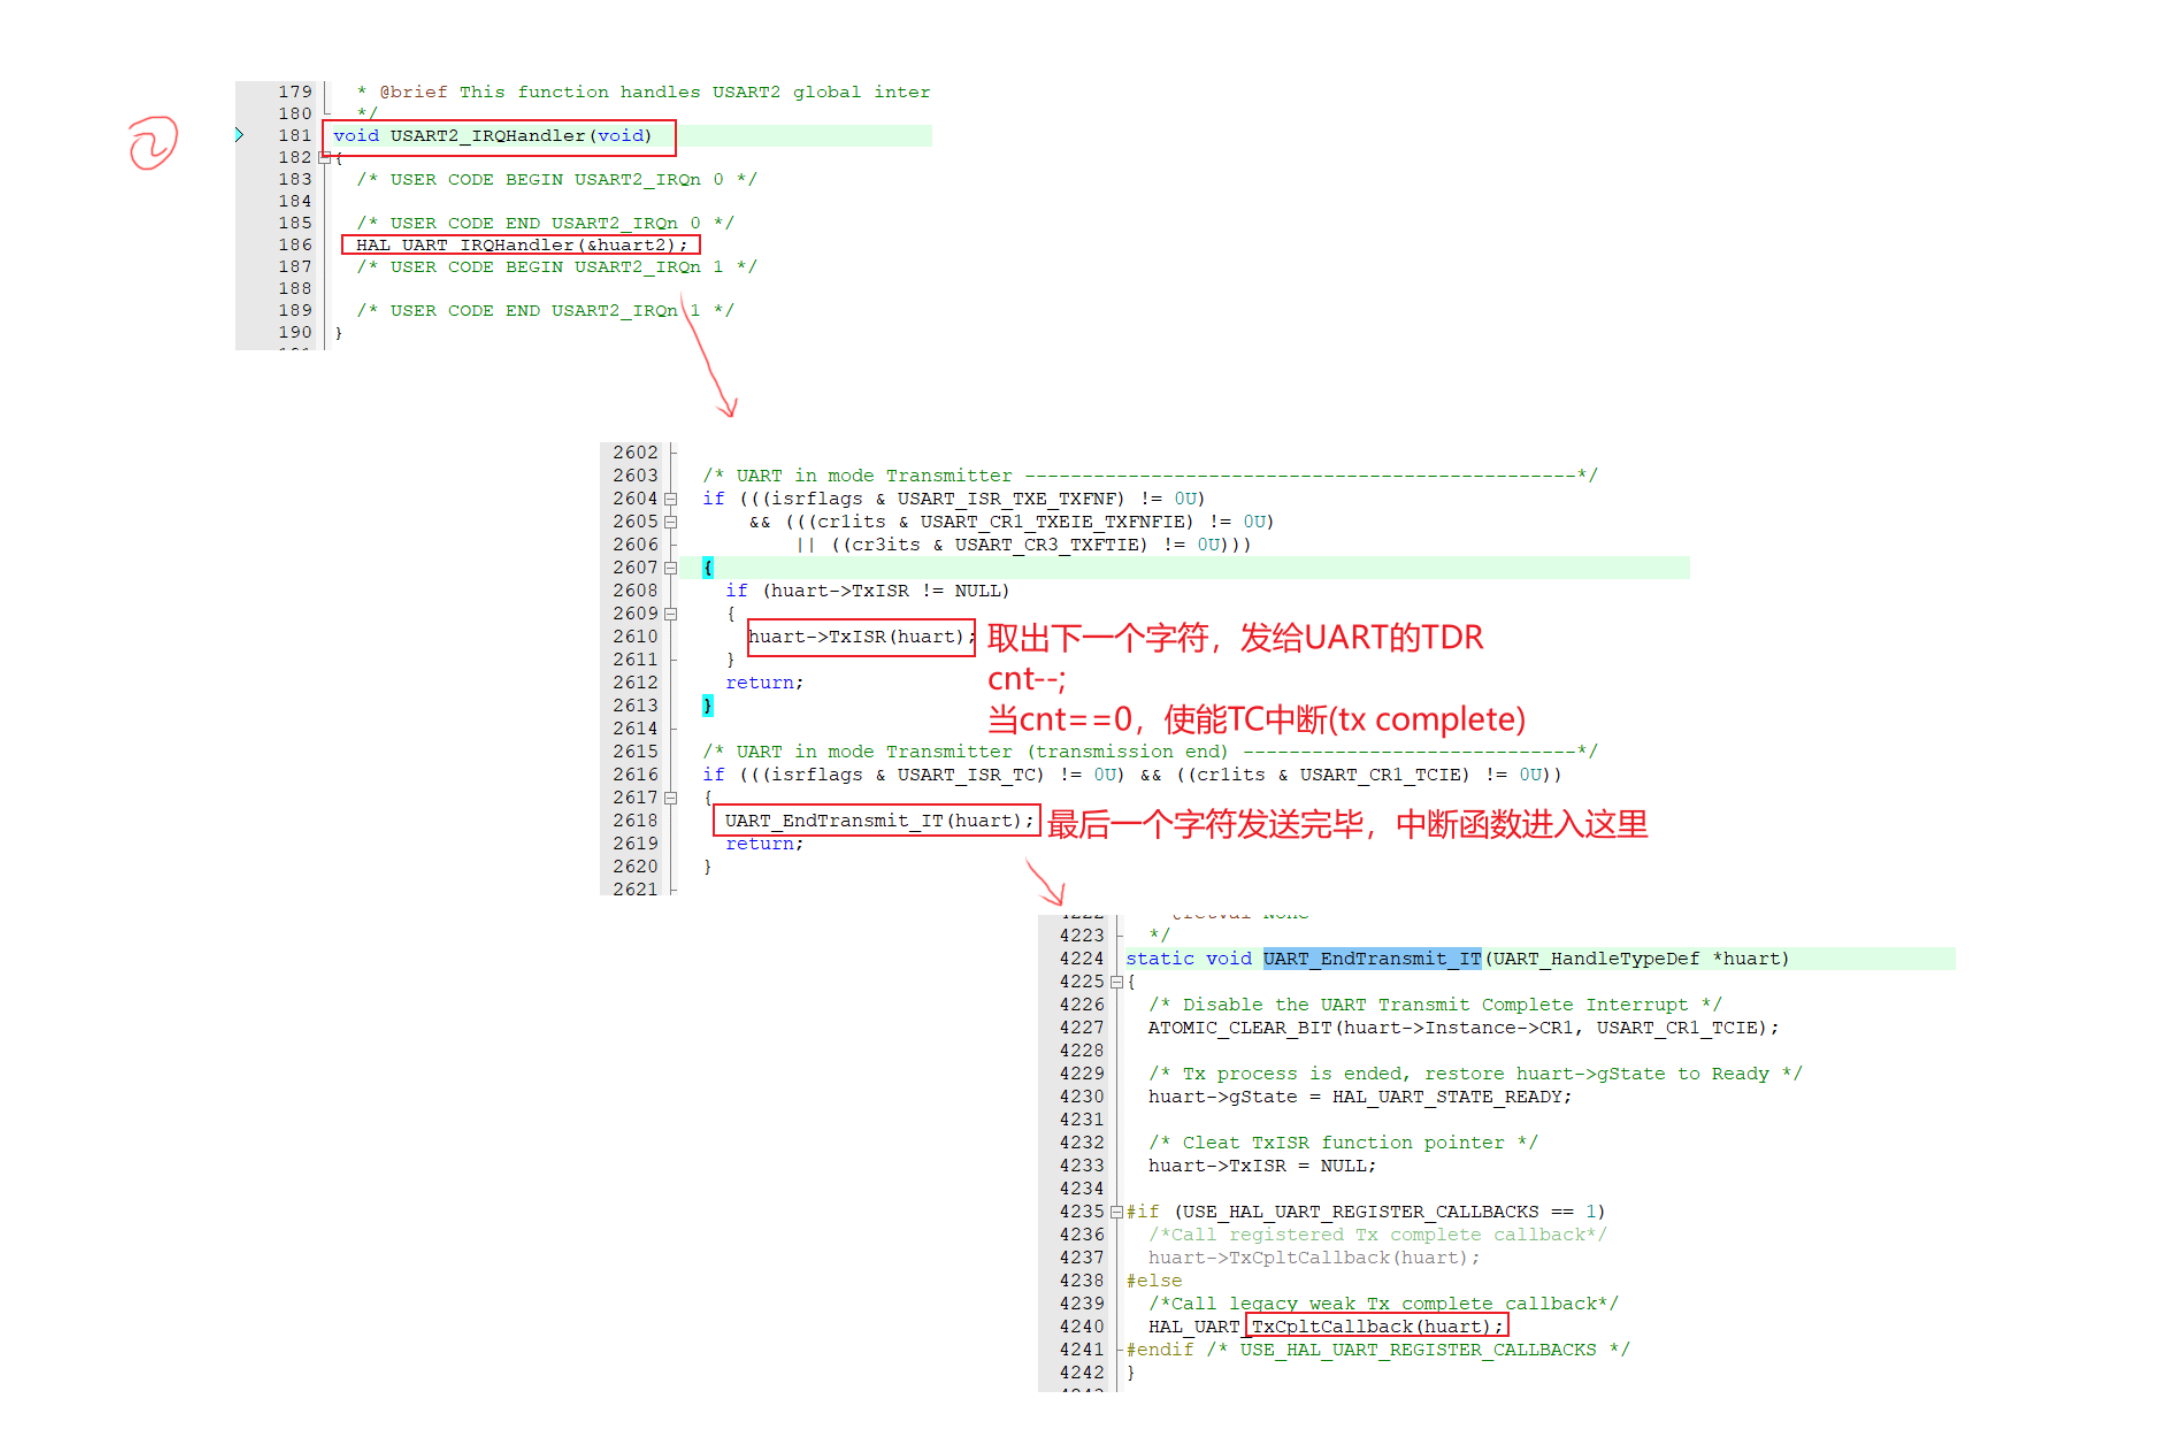 ②
179 * @brief This function handles USART2 global inter
180 */
181 void USART2_IRQHandler(void)
182 {
183 /* USER CODE BEGIN USART2_IRQn 0 */
184
185 /* USER CODE END USART2_IRQn 0 */
186 HAL_UART_IRQHandler(&huart2);
187 /* USER CODE BEGIN USART2_IRQn 1 */
188
189 /* USER CODE END USART2_IRQn 1 */
190 }
2602
2603 /* UART in mode Transmitter ------------------------------------------------*/
2604 if (((isrflags & USART_ISR_TXE_TXFNF) != 0U)
2605 && (((cr1its & USART_CR1_TXEIE_TXFNFIE) != 0U)
2606 || ((cr3its & USART_CR3_TXFTIE) != 0U)))
2607 {
2608 if (huart->TxISR != NULL)
2609 {
2610 huart->TxISR(huart); 取出下一个字符，发给UART的TDR
2611 }
2612 return; cnt--;
2613 }
2614 当cnt==0，使能TC中断(tx complete)
2615 /* UART in mode Transmitter (transmission end) -----------------------------*/
2616 if (((isrflags & USART_ISR_TC) != 0U) && ((cr1its & USART_CR1_TCIE) != 0U))
2617 {
2618 UART_EndTransmit_IT(huart); 最后一个字符发送完毕，中断函数进入这里
2619 return;
2620 }
2621
4223 */
4224 static void UART_EndTransmit_IT(UART_HandleTypeDef *huart)
4225 {
4226 /* Disable the UART Transmit Complete Interrupt */
4227 ATOMIC_CLEAR_BIT(huart->Instance->CR1, USART_CR1_TCIE);
4228
4229 /* Tx process is ended, restore huart->gState to Ready */
4230 huart->gState = HAL_UART_STATE_READY;
4231
4232 /* Cleat TxISR function pointer */
4233 huart->TxISR = NULL;
4234
4235 #if (USE_HAL_UART_REGISTER_CALLBACKS == 1)
4236 /*Call registered Tx complete callback*/
4237 huart->TxCpltCallback(huart);
4238 #else
4239 /*Call legacy weak Tx complete callback*/
4240 HAL_UART_TxCpltCallback(huart);
4241 #endif /* USE_HAL_UART_REGISTER_CALLBACKS */
4242 }